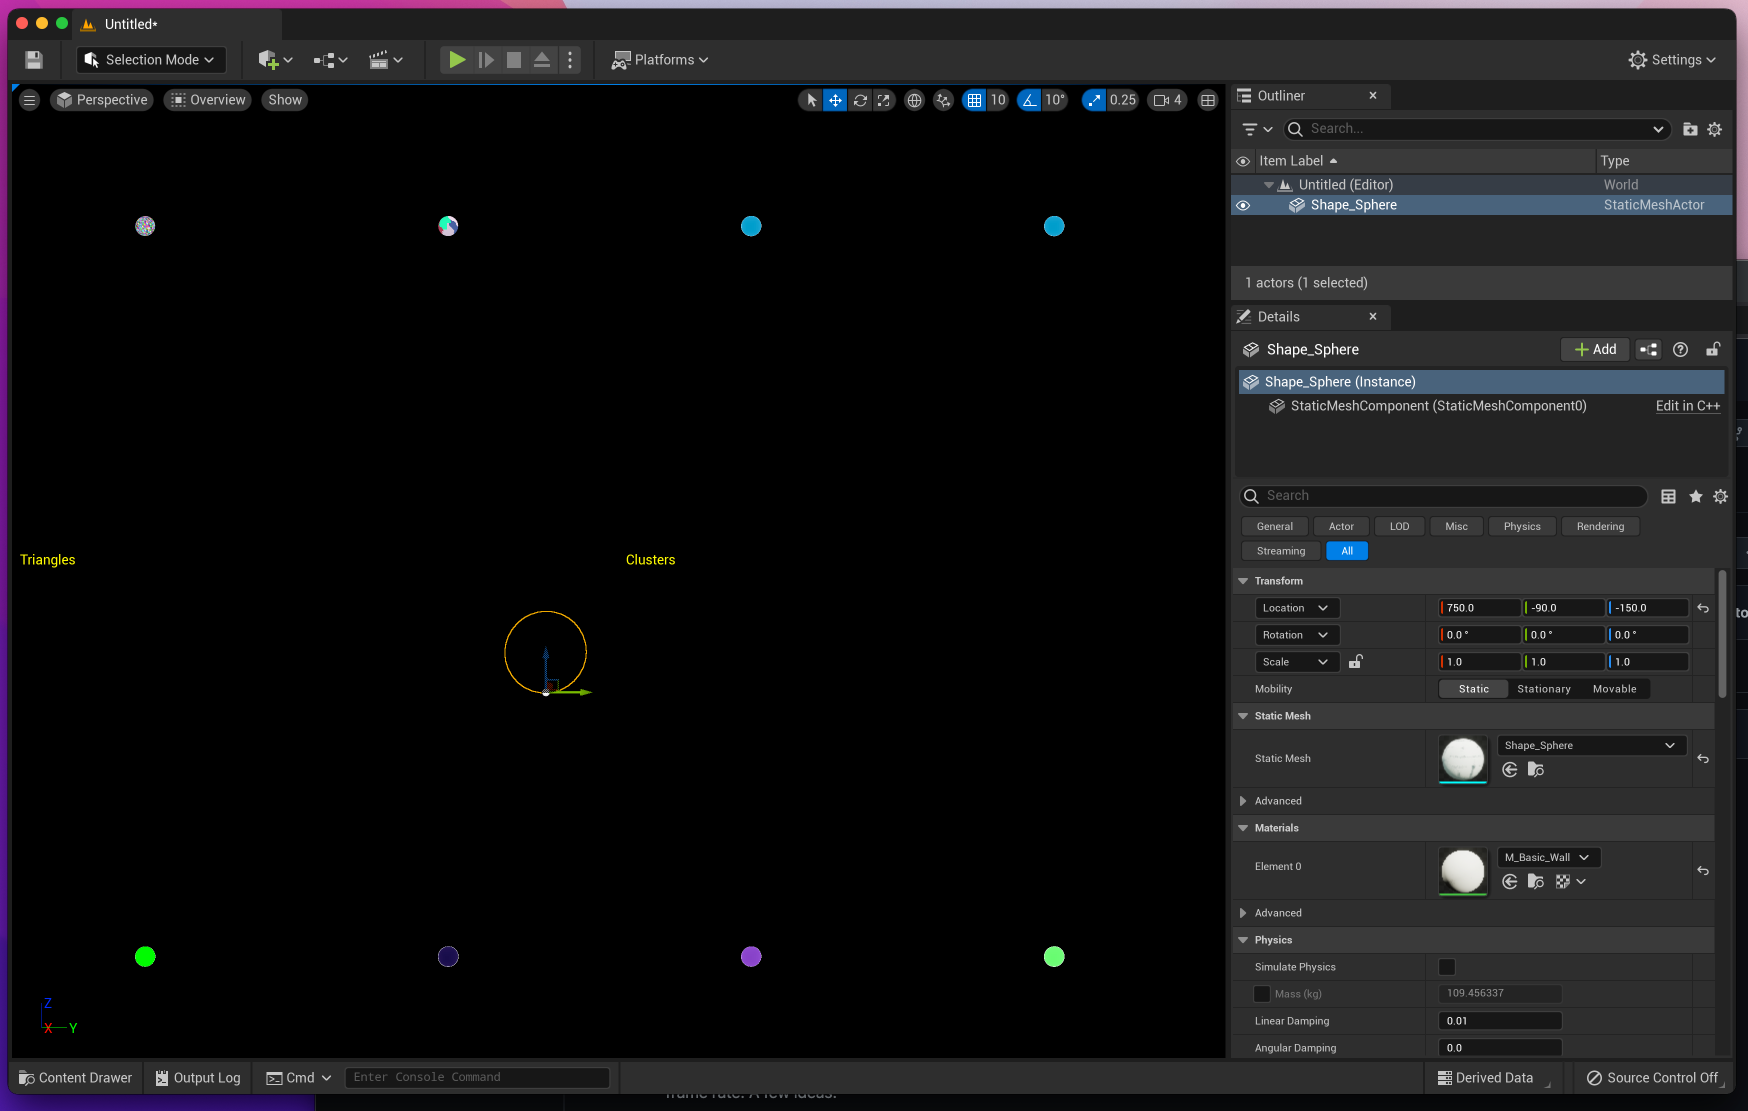 Untitled*
Selection Mode
Platforms
Settings
Perspective
Overview
Show
10
10°
0.25
4
Outliner
Search...
Item Label
Type
Untitled (Editor)
World
Shape_Sphere
StaticMeshActor
1 actors (1 selected)
Details
Shape_Sphere
Add
Shape_Sphere (Instance)
StaticMeshComponent (StaticMeshComponent0)
Edit in C++
Search
General
Actor
LOD
Misc
Physics
Rendering
Streaming
All
Triangles
Clusters
Transform
Location
750.0
-90.0
-150.0
Rotation
0.0 °
0.0 °
0.0 °
Scale
1.0
1.0
1.0
Mobility
Static
Stationary
Movable
Static Mesh
Static Mesh
Shape_Sphere
Advanced
Materials
Element 0
M_Basic_Wall
Advanced
Physics
Simulate Physics
Mass (kg)
109.456337
Linear Damping
0.01
Angular Damping
0.0
Z
X
Y
Content Drawer
Output Log
Cmd
Enter Console Command
Derived Data
Source Control Off
frame rate. A few ideas: